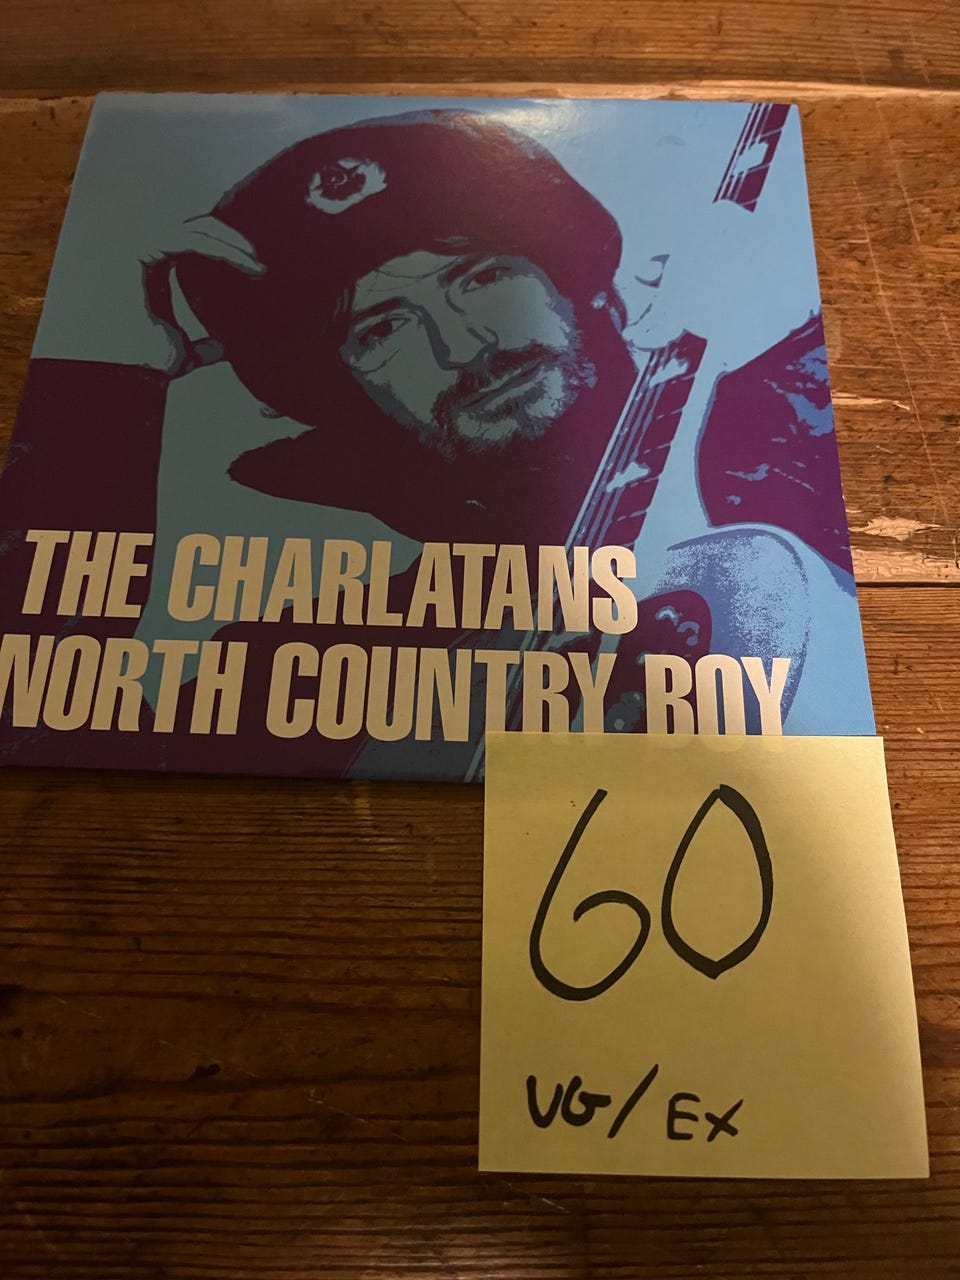 THE CHARLATANS
NORTH COUNTRY BOY
60
VG/EX